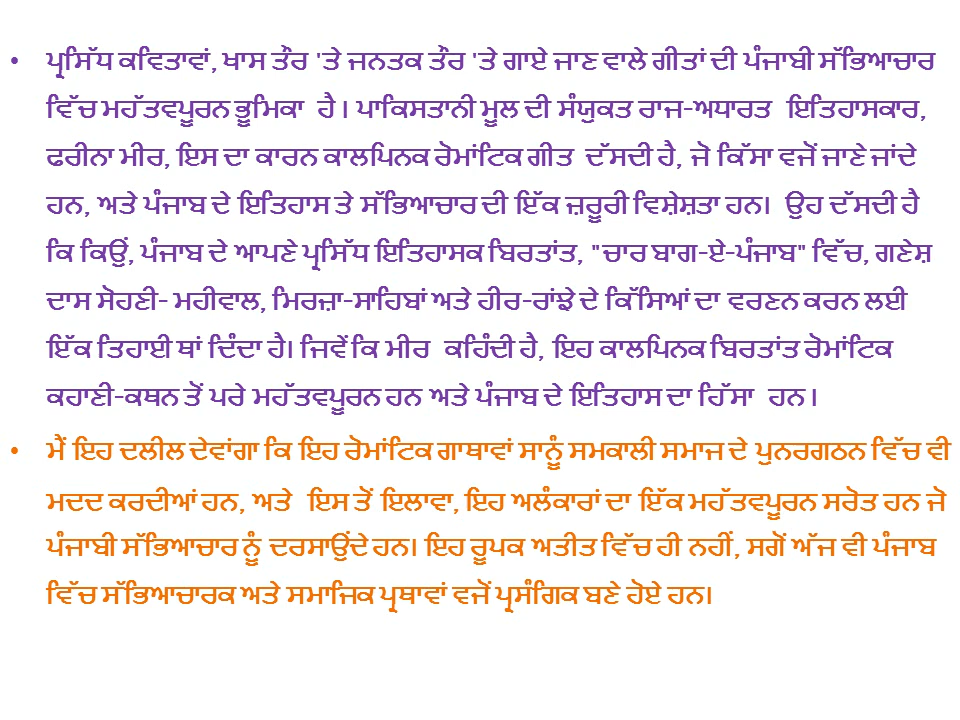 • ਪ੍ਰਸਿੱਧ ਕਵਿਤਾਵਾਂ, ਖਾਸ ਤੌਰ 'ਤੇ ਜਨਤਕ ਤੌਰ 'ਤੇ ਗਾਏ ਜਾਣ ਵਾਲੇ ਗੀਤਾਂ ਦੀ ਪੰਜਾਬੀ ਸੱਭਿਆਚਾਰ
ਵਿੱਚ ਮਹੱਤਵਪੂਰਨ ਭੂਮਿਕਾ ਹੈ। ਪਾਕਿਸਤਾਨੀ ਮੂਲ ਦੀ ਸੰਯੁਕਤ ਰਾਜ-ਅਧਾਰਤ ਇਤਿਹਾਸਕਾਰ,
ਫਰੀਨਾ ਮੀਰ, ਇਸ ਦਾ ਕਾਰਨ ਕਾਲਪਿਨਕ ਰੋਮਾਂਟਿਕ ਗੀਤ ਦੱਸਦੀ ਹੈ, ਜੋ ਕਿੱਸਾ ਵਜੋਂ ਜਾਣੇ ਜਾਂਦੇ
ਹਨ, ਅਤੇ ਪੰਜਾਬ ਦੇ ਇਤਿਹਾਸ ਤੇ ਸੱਭਿਆਚਾਰ ਦੀ ਇੱਕ ਜ਼ਰੂਰੀ ਵਿਸ਼ੇਸ਼ਤਾ ਹਨ। ਉਹ ਦੱਸਦੀ ਹੈ
ਕਿ ਕਿਉਂ, ਪੰਜਾਬ ਦੇ ਆਪਣੇ ਪ੍ਰਸਿੱਧ ਇਤਿਹਾਸਕ ਬਿਰਤਾਂਤ, "ਚਾਰ ਬਾਗ-ਏ-ਪੰਜਾਬ" ਵਿੱਚ, ਗਣੇਸ਼
ਦਾਸ ਸੋਹਣੀ- ਮਹੀਵਾਲ, ਮਿਰਜ਼ਾ-ਸਾਹਿਬਾਂ ਅਤੇ ਹੀਰ-ਰਾਂਝੇ ਦੇ ਕਿੱਸਿਆਂ ਦਾ ਵਰਣਨ ਕਰਨ ਲਈ
ਇੱਕ ਤਿਹਾਈ ਥਾਂ ਦਿੰਦਾ ਹੈ। ਜਿਵੇਂ ਕਿ ਮੀਰ ਕਹਿੰਦੀ ਹੈ, ਇਹ ਕਾਲਪਿਨਕ ਬਿਰਤਾਂਤ ਰੋਮਾਂਟਿਕ
ਕਹਾਣੀ-ਕਥਨ ਤੋਂ ਪਰੇ ਮਹੱਤਵਪੂਰਨ ਹਨ ਅਤੇ ਪੰਜਾਬ ਦੇ ਇਤਿਹਾਸ ਦਾ ਹਿੱਸਾ ਹਨ।
• ਮੈਂ ਇਹ ਦਲੀਲ ਦੇਵਾਂਗਾ ਕਿ ਇਹ ਰੋਮਾਂਟਿਕ ਗਾਥਾਵਾਂ ਸਾਨੂੰ ਸਮਕਾਲੀ ਸਮਾਜ ਦੇ ਪੁਨਰਗਠਨ ਵਿੱਚ ਵੀ
ਮਦਦ ਕਰਦੀਆਂ ਹਨ, ਅਤੇ ਇਸ ਤੋਂ ਇਲਾਵਾ, ਇਹ ਅਲੰਕਾਰਾਂ ਦਾ ਇੱਕ ਮਹੱਤਵਪੂਰਨ ਸਰੋਤ ਹਨ ਜੋ
ਪੰਜਾਬੀ ਸੱਭਿਆਚਾਰ ਨੂੰ ਦਰਸਾਉਂਦੇ ਹਨ। ਇਹ ਰੂਪਕ ਅਤੀਤ ਵਿੱਚ ਹੀ ਨਹੀਂ, ਸਗੋਂ ਅੱਜ ਵੀ ਪੰਜਾਬ
ਵਿੱਚ ਸੱਭਿਆਚਾਰਕ ਅਤੇ ਸਮਾਜਿਕ ਪ੍ਰਥਾਵਾਂ ਵਜੋਂ ਪ੍ਰਸੰਗਿਕ ਬਣੇ ਹੋਏ ਹਨ।